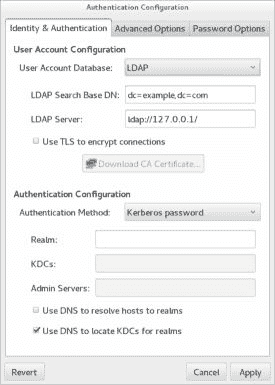 Authentication Configuration
Identity & Authentication Advanced Options Password Options
User Account Configuration
User Account Database: LDAP
LDAP Search Base DN: dc=example,dc=com
LDAP Server: ldap://127.0.0.1/
Use TLS to encrypt connections
Download CA Certificate...
Authentication Configuration
Authentication Method: Kerberos password
Realm:
KDCs:
Admin Servers:
Use DNS to resolve hosts to realms
Use DNS to locate KDCs for realms
Revert Cancel Apply